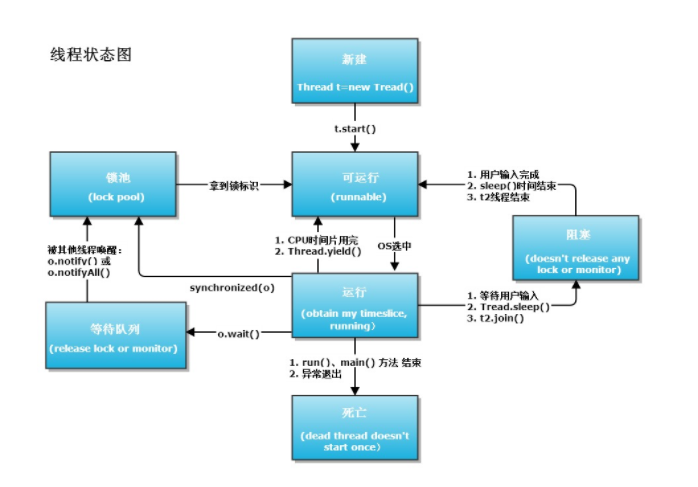 线程状态图
新建
Thread t=new Tread()
t.start()
锁池
(lock pool)
拿到锁标识
可运行
(runnable)
1. 用户输入完成
2. sleep()时间结束
3. t2线程结束
被其他线程唤醒：
o.notify() 或
o.notifyAll()
1. CPU时间片用完
2. Thread.yield()
OS选中
阻塞
(doesn't release any
lock or monitor)
synchronized(o)
等待队列
(release lock or monitor)
o.wait()
运行
(obtain my timeslice,
running)
1. 等待用户输入
2. Tread.sleep()
3. t2.join()
1. run()、main() 方法 结束
2. 异常退出
死亡
(dead thread doesn't
start once)